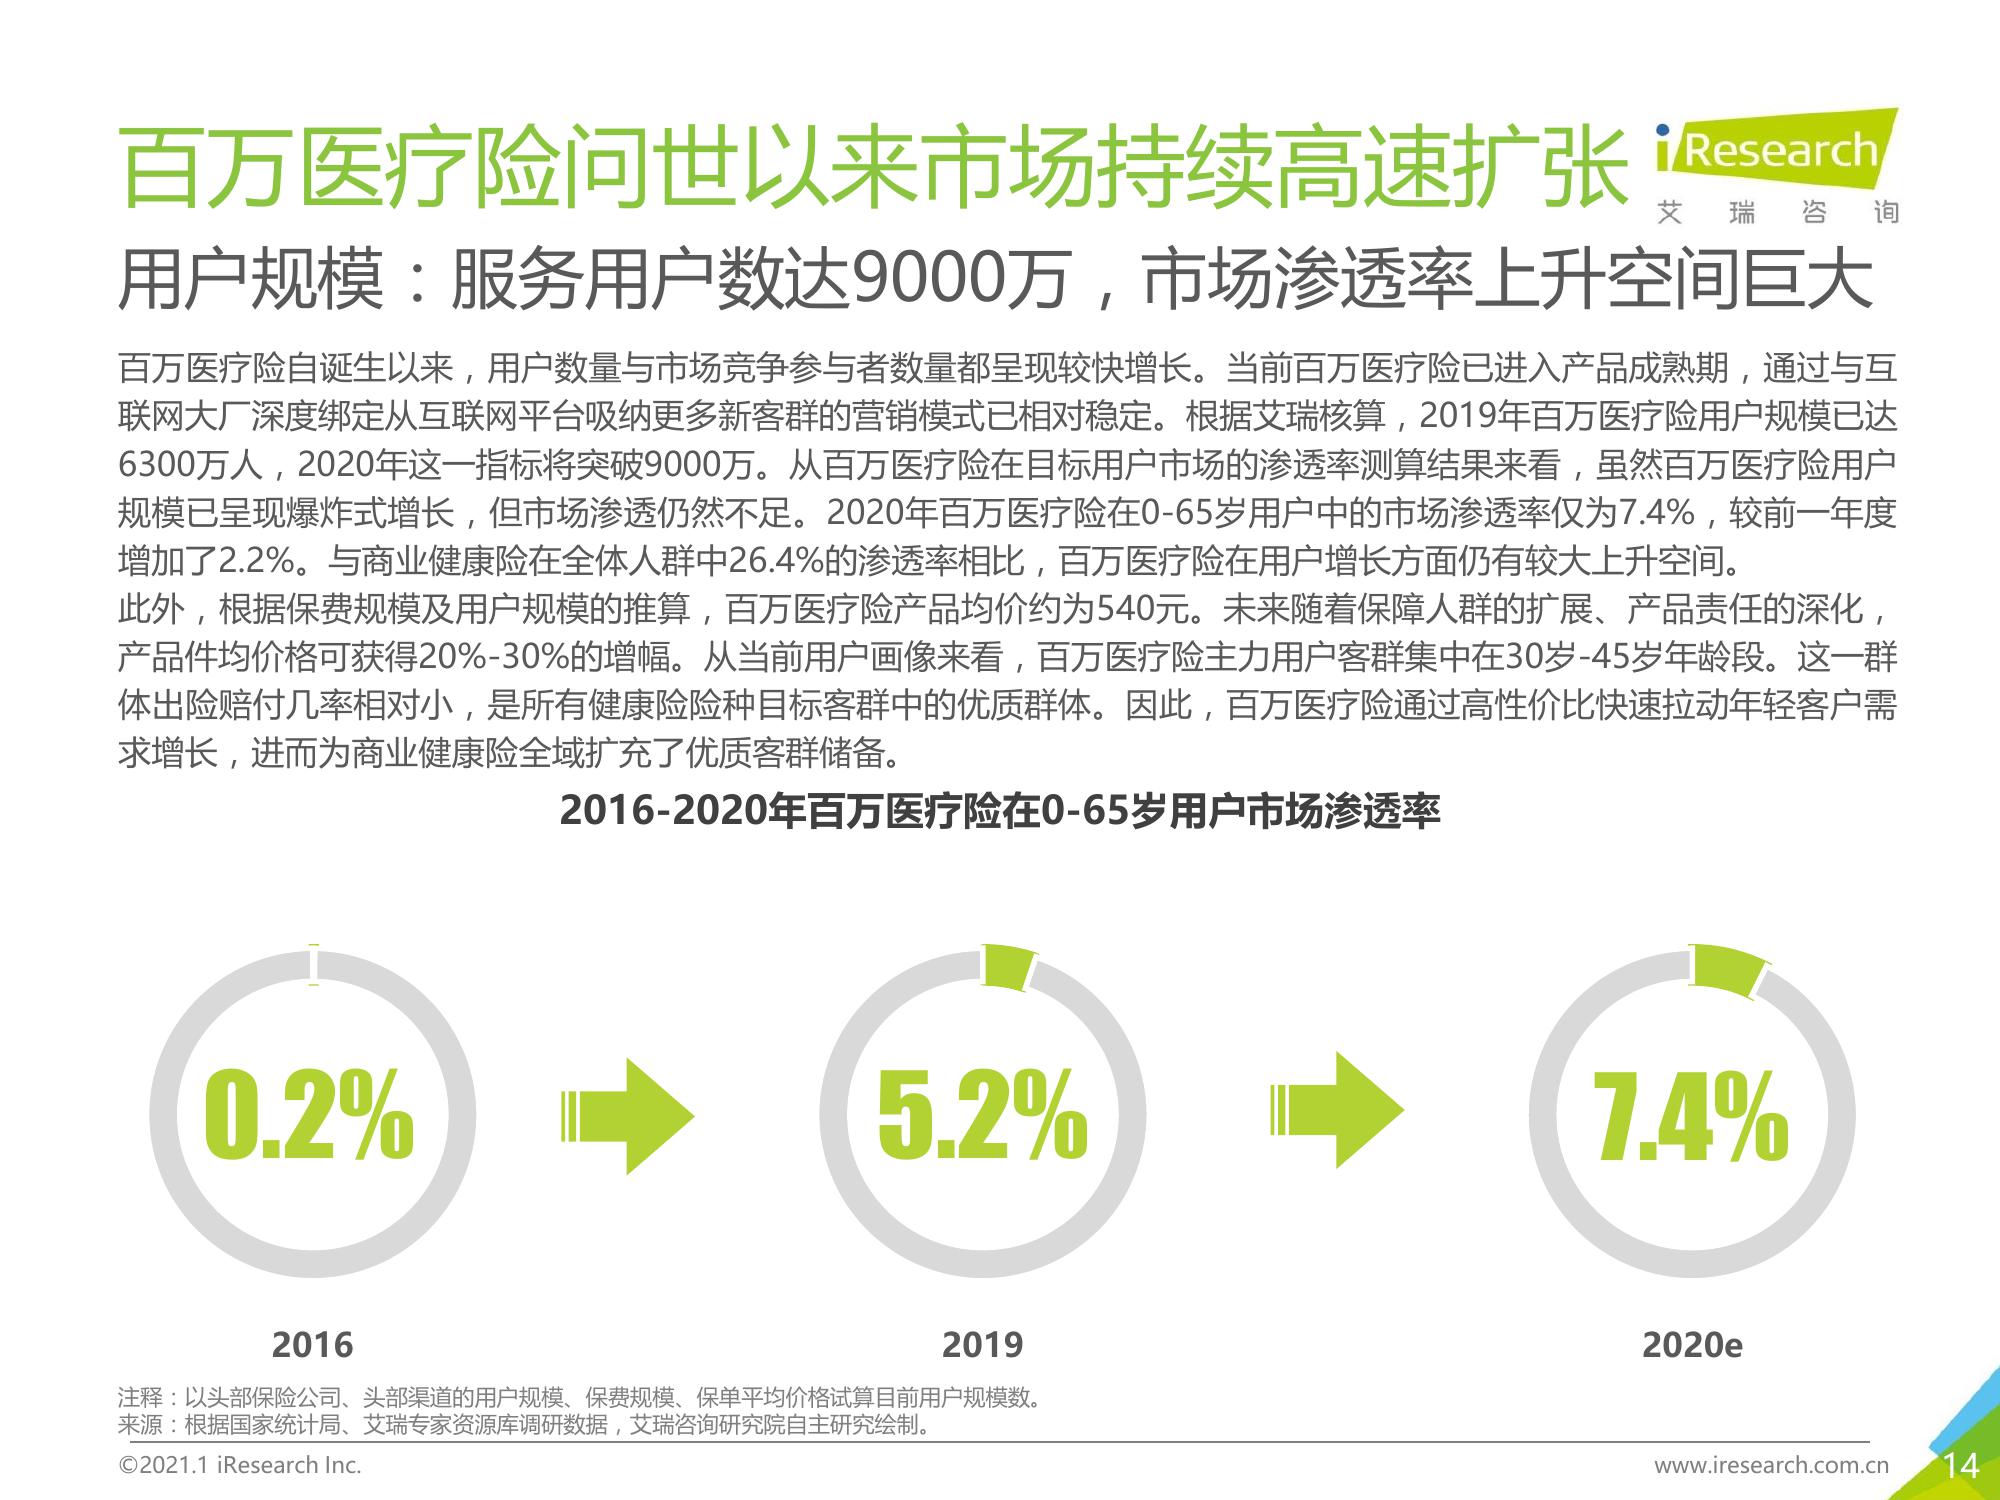 百万医疗险问世以来市场持续高速扩张
iResearch
艾瑞咨询
用户规模：服务用户数达9000万，市场渗透率上升空间巨大
百万医疗险自诞生以来，用户数量与市场竞争参与者数量都呈现较快增长。当前百万医疗险已进入产品成熟期，通过与互
联网大厂深度绑定从互联网平台吸纳更多新客群的营销模式已相对稳定。根据艾瑞核算，2019年百万医疗险用户规模已达
6300万人，2020年这一指标将突破9000万。从百万医疗险在目标用户市场的渗透率测算结果来看，虽然百万医疗险用户
规模已呈现爆炸式增长，但市场渗透仍然不足。2020年百万医疗险在0-65岁用户中的市场渗透率仅为7.4%，较前一年度
增加了2.2%。与商业健康险在全体人群中26.4%的渗透率相比，百万医疗险在用户增长方面仍有较大上升空间。
此外，根据保费规模及用户规模的推算，百万医疗险产品均价约为540元。未来随着保障人群的扩展、产品责任的深化，
产品件均价格可获得20%-30%的增幅。从当前用户画像来看，百万医疗险主力用户客群集中在30岁-45岁年龄段。这一群
体出险赔付几率相对小，是所有健康险险种目标客群中的优质群体。因此，百万医疗险通过高性价比快速拉动年轻客户需
求增长，进而为商业健康险全域扩充了优质客群储备。
2016-2020年百万医疗险在0-65岁用户市场渗透率
0.2%
5.2%
7.4%
2016
2019
2020e
注释：以头部保险公司、头部渠道的用户规模、保费规模、保单平均价格试算目前用户规模数。
来源：根据国家统计局、艾瑞专家资源库调研数据，艾瑞咨询研究院自主研究绘制。
©2021.1 iResearch Inc.
www.iresearch.com.cn
14